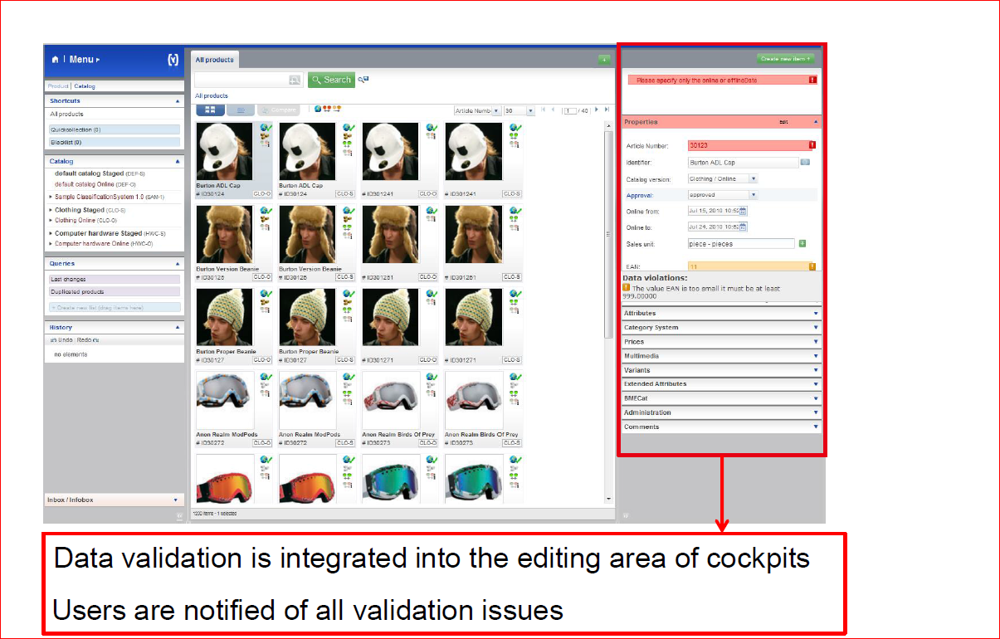 Menu
Product | Catalog
Shortcuts
All products
Quickcollection (0)
Blacklist (0)
Catalog
default catalog Staged (DEF-S)
default catalog Online (DEF-O)
Sample ClassificationSystem 1.0 (SAM-1)
Clothing Staged (CLO-S)
Clothing Online (CLO-O)
Computer hardware Staged (HWC-S)
Computer hardware Online (HWC-O)
Queries
Last changes
Duplicated products
+ Create new list (drag items here)
History
Undo | Redo
no elements
Inbox / Infobox
All products
Search
All products
Compare
Article Numb 30 1 / 40
Burton ADL Cap Burton ADL Cap
# ID30124 CLO-O # ID30124 CLO-S # ID301241 CLO-O # ID301241 CLO-S
Burton Version Beanie Burton Version Beanie
# ID30125 CLO-O # ID30125 CLO-S # ID301251 CLO-O # ID301251 CLO-S
Burton Proper Beanie Burton Proper Beanie
# ID30127 CLO-O # ID30127 CLO-S # ID301271 CLO-O # ID301271 CLO-S
Anon Realm ModPods Anon Realm ModPods Anon Realm Birds Of Prey Anon Realm Birds Of Prey
# ID30272 CLO-O # ID30272 CLO-S # ID30273 CLO-O # ID30273 CLO-S
1200 items - 1 selected
Create new item +
Please specify only the online or offlineDate
Properties Edit
Article Number: 30123
Identifier: Burton ADL Cap
Catalog version: Clothing / Online
Approval: approved
Online from: Jul 15, 2010 10:52
Online to: Jul 24, 2010 10:52
Sales unit: piece - pieces
EAN: 11
Data violations:
The value EAN is too small it must be at least
999.00000
Attributes
Category System
Prices
Multimedia
Variants
Extended Attributes
BMECat
Administration
Comments
Data validation is integrated into the editing area of cockpits
Users are notified of all validation issues